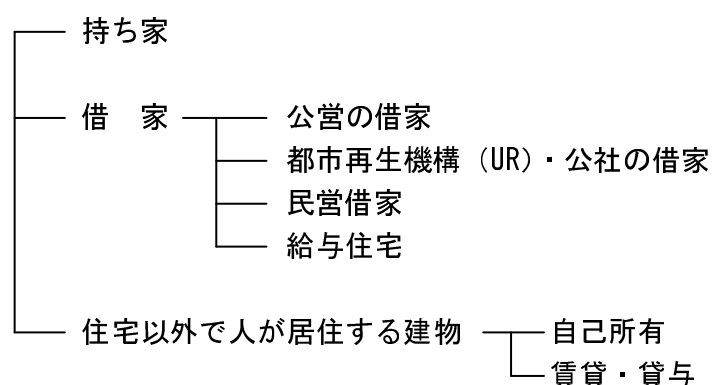 持ち家
借　家
公営の借家
都市再生機構（UR）・公社の借家
民営借家
給与住宅
住宅以外で人が居住する建物
自己所有
賃貸・貸与